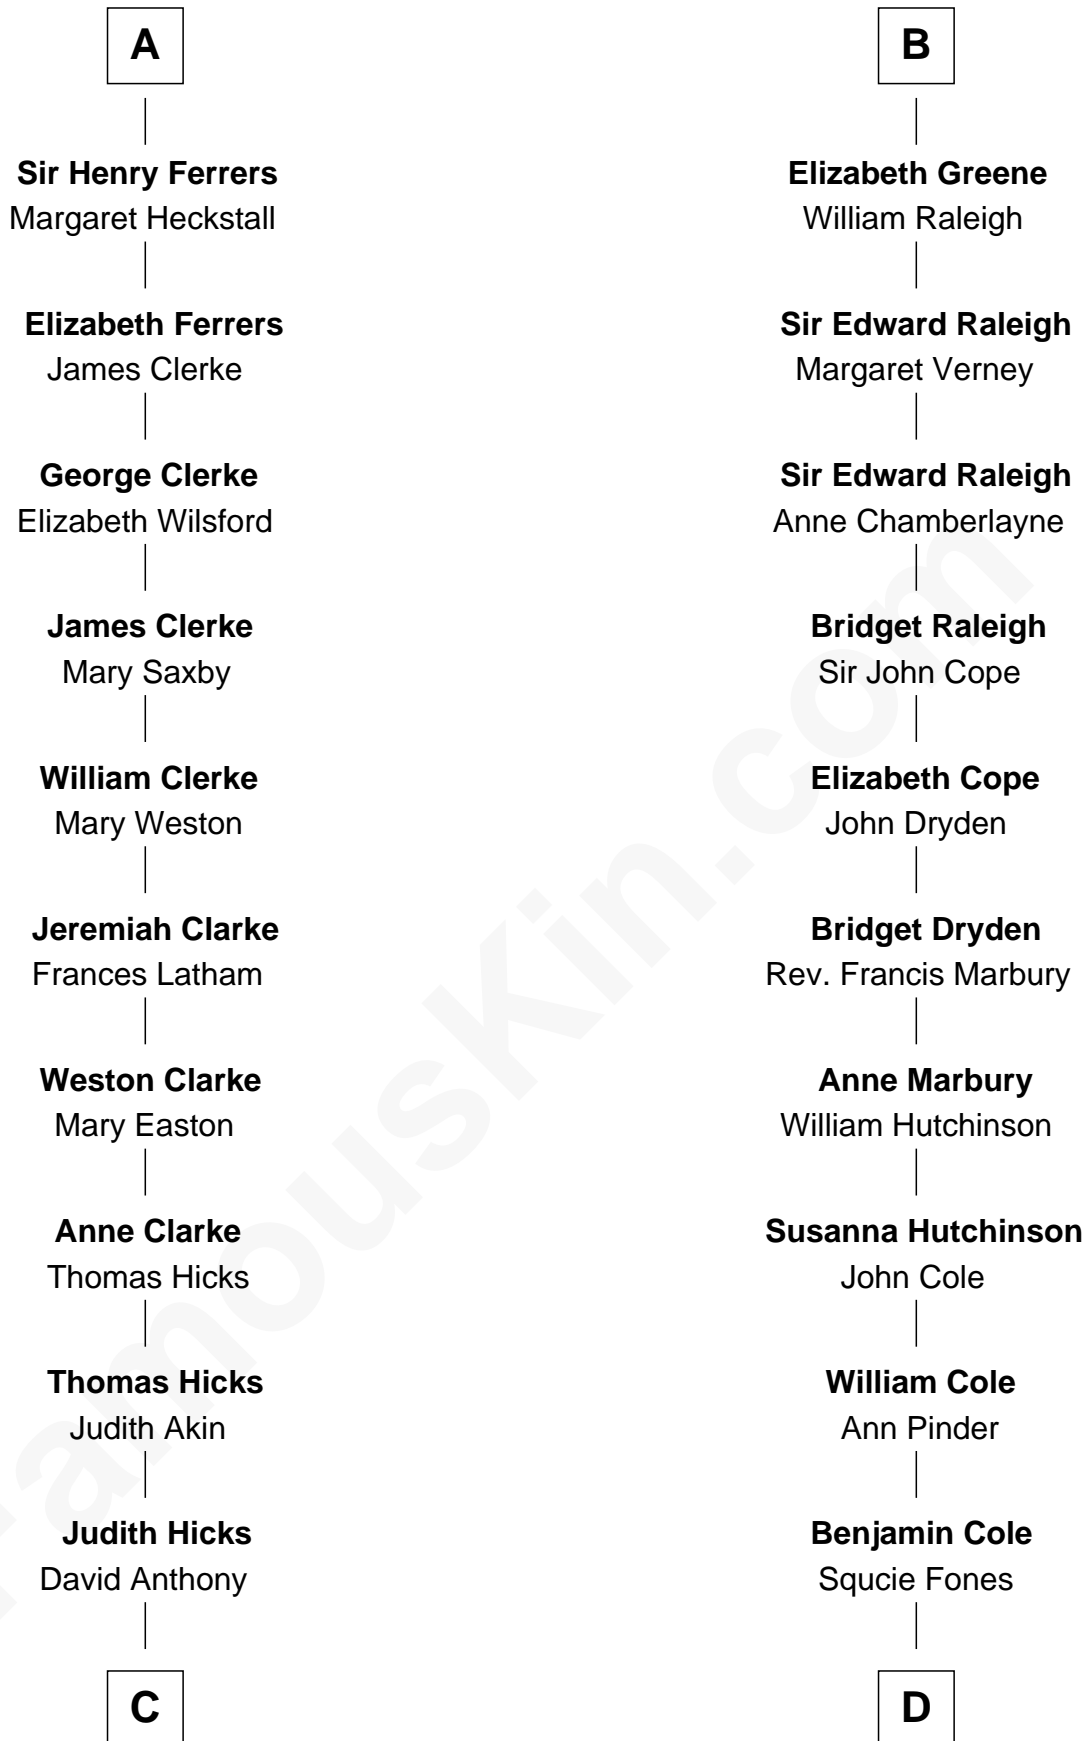 A
Sir Henry Ferrers
Margaret Heckstall
Elizabeth Ferrers
James Clerke
George Clerke
Elizabeth Wilsford
James Clerke
Mary Saxby
William Clerke
Mary Weston
Jeremiah Clarke
Frances Latham
Weston Clarke
Mary Easton
Anne Clarke
Thomas Hicks
Thomas Hicks
Judith Akin
Judith Hicks
David Anthony
C
B
Elizabeth Greene
William Raleigh
Sir Edward Raleigh
Margaret Verney
Sir Edward Raleigh
Anne Chamberlayne
Bridget Raleigh
Sir John Cope
Elizabeth Cope
John Dryden
Bridget Dryden
Rev. Francis Marbury
Anne Marbury
William Hutchinson
Susanna Hutchinson
John Cole
William Cole
Ann Pinder
Benjamin Cole
Squcie Fones
D
FamousKin.com